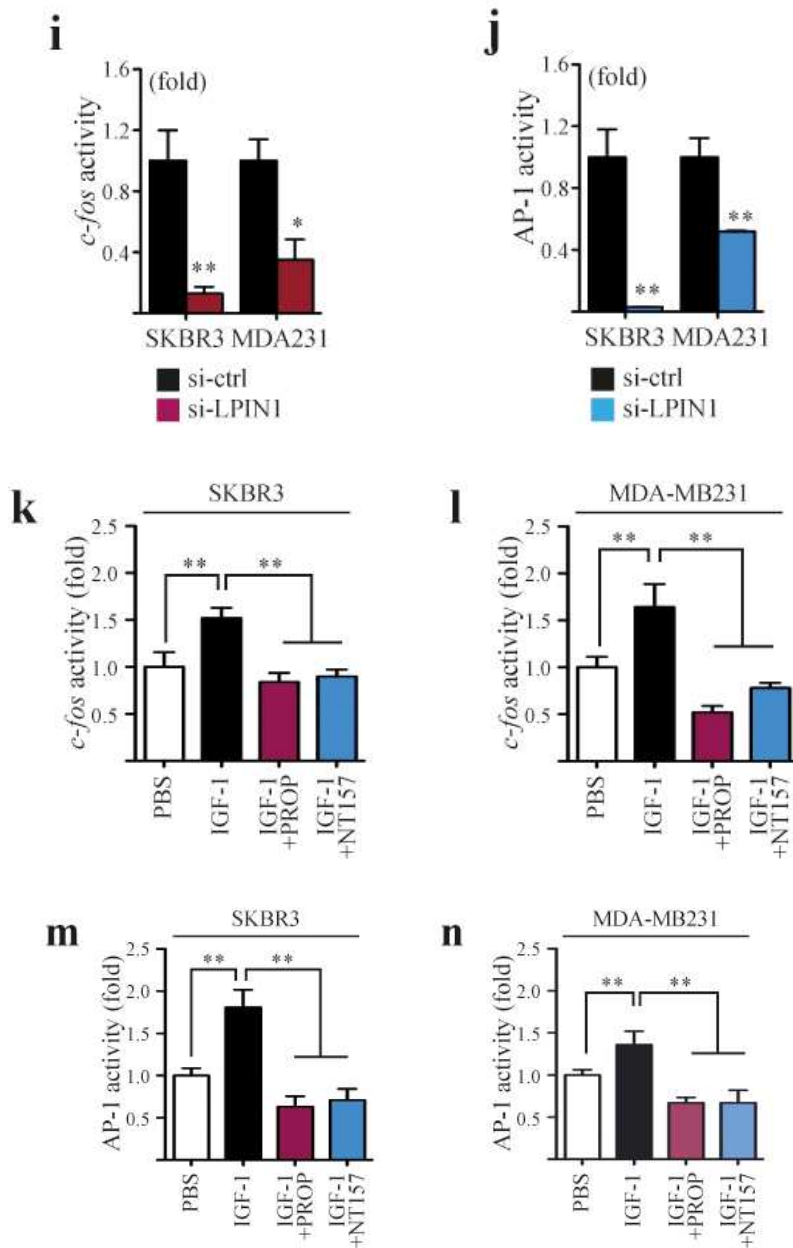 i
(fold)
c-fos activity
1.6
1.2
0.8
0.4
**
*
SKBR3 MDA231
si-ctrl
si-LPIN1
j
(fold)
AP-1 activity
1.6
1.2
0.8
0.4
**
**
SKBR3 MDA231
si-ctrl
si-LPIN1
k
SKBR3
c-fos activity (fold)
2.5
2.0
1.5
1.0
0.5
** **
PBS
IGF-1
IGF-1
+PROP
IGF-1
+NT157
l
MDA-MB231
c-fos activity (fold)
2.5
2.0
1.5
1.0
0.5
** **
PBS
IGF-1
IGF-1
+PROP
IGF-1
+NT157
m
SKBR3
AP-1 activity (fold)
2.5
2.0
1.5
1.0
0.5
** **
PBS
IGF-1
IGF-1
+PROP
IGF-1
+NT157
n
MDA-MB231
AP-1 activity (fold)
2.5
2.0
1.5
1.0
0.5
** **
PBS
IGF-1
IGF-1
+PROP
IGF-1
+NT157